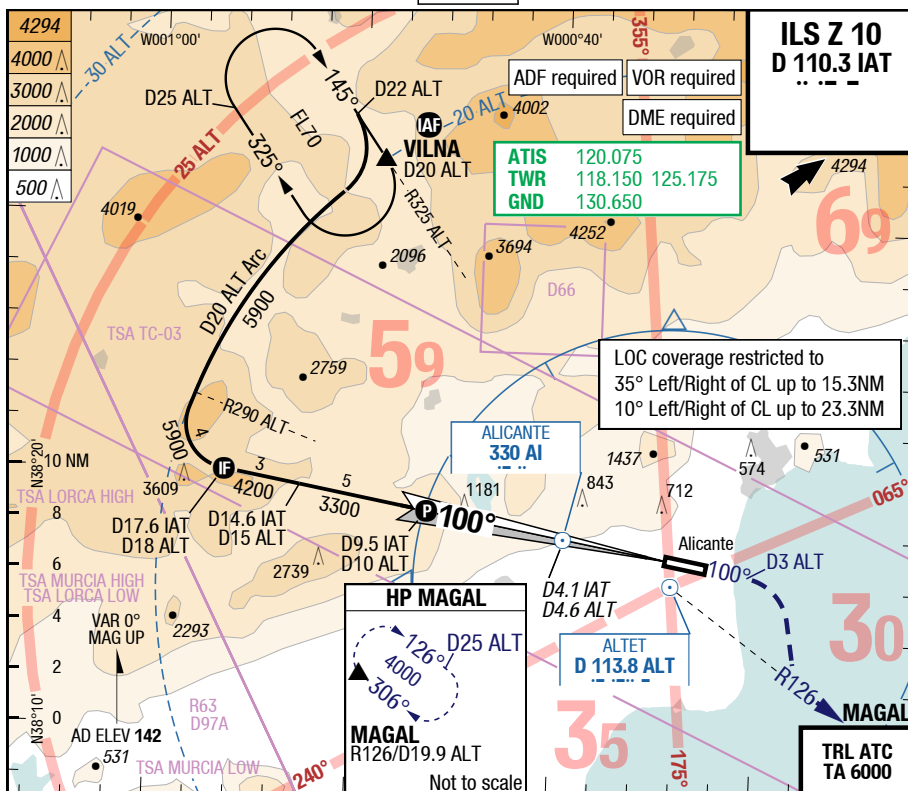 4294
4000
3000
2000
1000
500
W001°00'
W000°40'
355°
ILS Z 10
D 110.3 IAT
30 ALT
25 ALT
D25 ALT
145°
D22 ALT
FL70
325°
IAF
20 ALT
VILNA
D20 ALT
R325 ALT
ADF required
VOR required
DME required
4002
ATIS 120.075
TWR 118.150 125.175
GND 130.650
4294
4019
4252
3694
2096
69
D66
D20 ALT Arc
5900
TSA TC-03
59
2759
LOC coverage restricted to
35° Left/Right of CL up to 15.3NM
10° Left/Right of CL up to 23.3NM
R290 ALT
4
5900
ALICANTE
330 AI
1437
574
531
N38°20'
10 NM
IF
3
4200
5
3300
3609
TSA LORCA HIGH
1181
843
712
065°
8
D17.6 IAT
D18 ALT
D14.6 IAT
D15 ALT
P
100°
D9.5 IAT
D10 ALT
Alicante
6
2739
TSA MURCIA HIGH
TSA LORCA LOW
D4.1 IAT
D4.6 ALT
100°
D3 ALT
VAR 0°
MAG UP
4
2293
HP MAGAL
126°
D25 ALT
4000
306°
MAGAL
R126/D19.9 ALT
Not to scale
ALTET
D 113.8 ALT
30
2
R63
D97A
R126
MAGAL
N38°10'
0
AD ELEV 142
531
TSA MURCIA LOW
240°
35
175°
TRL ATC
TA 6000